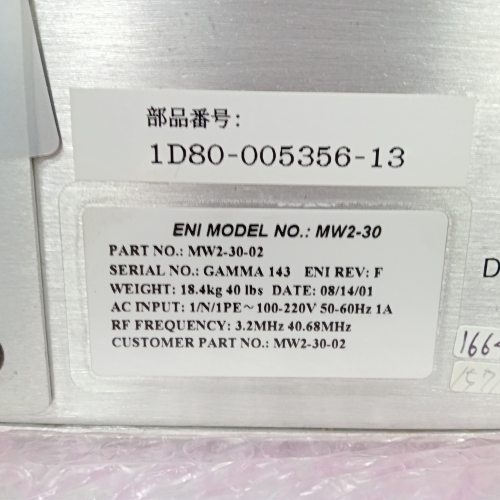 部品番号:
1D80-005356-13
ENI MODEL NO.: MW2-30
PART NO.: MW2-30-02
SERIAL NO.: GAMMA 143 ENI REV: F
WEIGHT: 18.4kg 40 lbs DATE: 08/14/01
AC INPUT: 1/N/1PE~100-220V 50-60Hz 1A
RF FREQUENCY: 3.2MHz 40.68MHz
CUSTOMER PART NO.: MW2-30-02
D